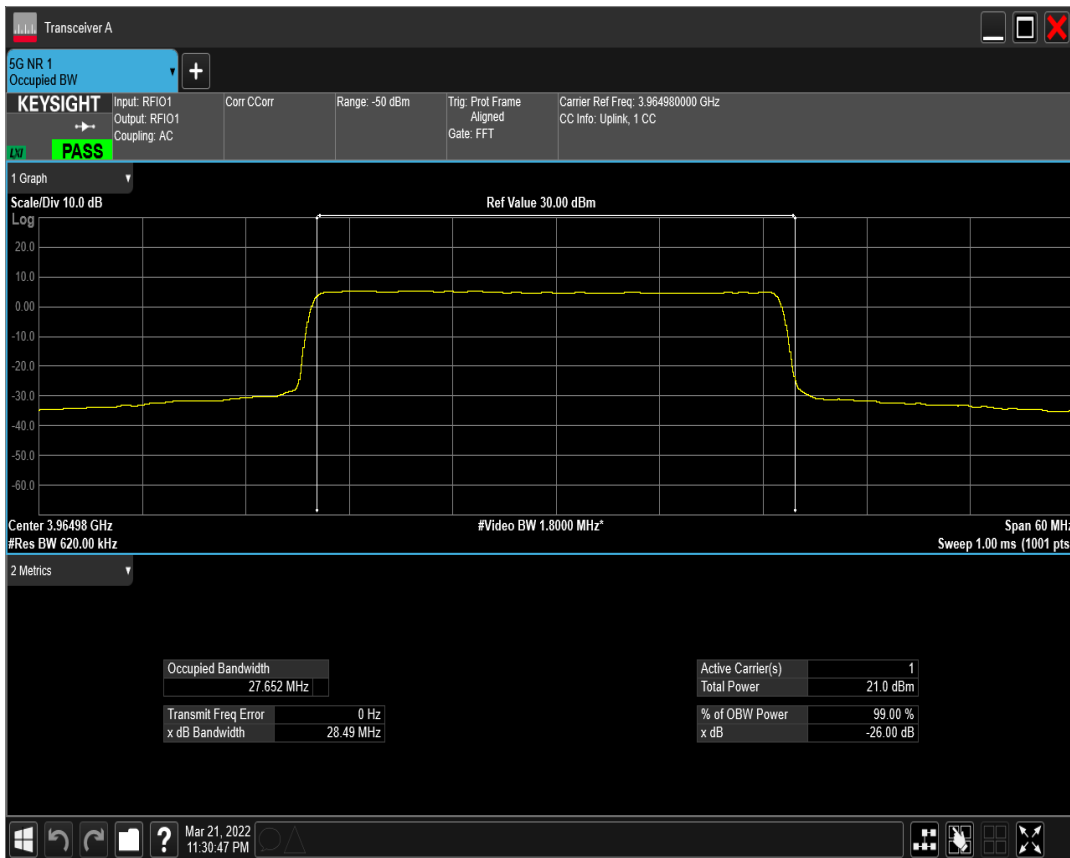 Transceiver A
5G NR 1
Occupied BW
KEYSIGHT
LXI
PASS
Input: RFIO1
Output: RFIO1
Coupling: AC
Corr CCorr
Range: -50 dBm
Trig: Prot Frame
Aligned
Gate: FFT
Carrier Ref Freq: 3.964980000 GHz
CC Info: Uplink, 1 CC
1 Graph
Scale/Div 10.0 dB
Ref Value 30.00 dBm
Log
20.0
10.0
0.00
-10.0
-20.0
-30.0
-40.0
-50.0
-60.0
Center 3.96498 GHz
#Video BW 1.8000 MHz*
Span 60 MHz
#Res BW 620.00 kHz
Sweep 1.00 ms (1001 pts
2 Metrics
Occupied Bandwidth
27.652 MHz
Transmit Freq Error 0 Hz
x dB Bandwidth 28.49 MHz
Active Carrier(s) 1
Total Power 21.0 dBm
% of OBW Power 99.00 %
x dB -26.00 dB
?
Mar 21, 2022
11:30:47 PM